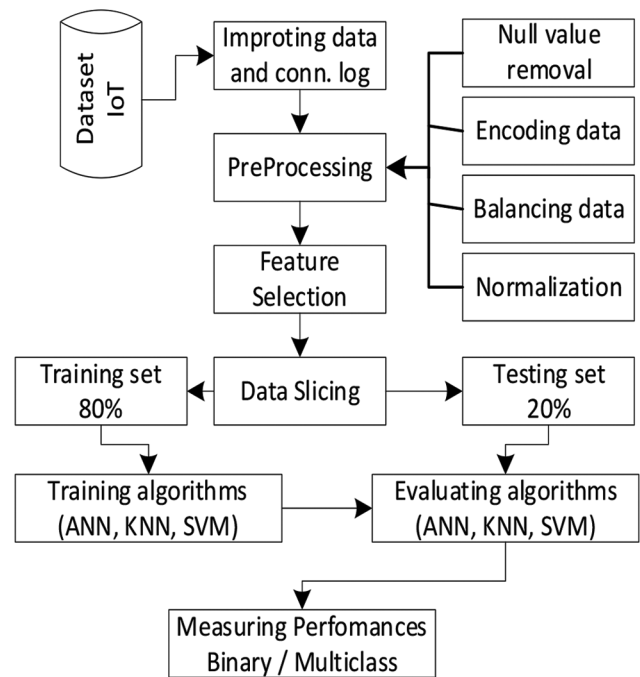 Dataset
IoT
Improting data
and conn. log
Null value
removal
Encoding data
PreProcessing
Balancing data
Feature
Selection
Normalization
Training set
80%
Data Slicing
Testing set
20%
Training algorithms
(ANN, KNN, SVM)
Evaluating algorithms
(ANN, KNN, SVM)
Measuring Perfomances
Binary / Multiclass